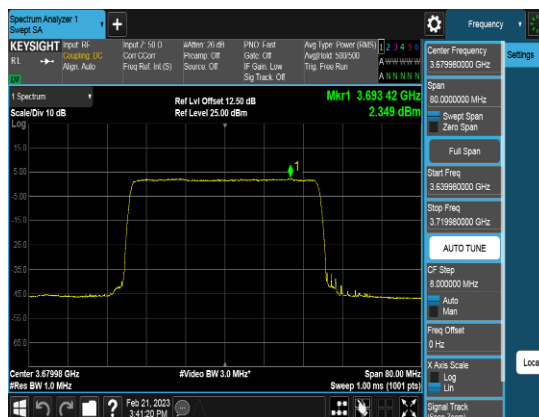 Spectrum Analyzer 1
Swept SA
+
Frequency
KEYSIGHT Input: RF Input Z: 50 Ω #Atten: 26 dB PNO: Fast Avg Type: Power (RMS) 1 2 3 4 5 6
RL Coupling: DC Corr CCorr Preamp: Off Gate: Off Avg|Hold: 500/500
Align: Auto Freq Ref: Int (S) Source: Off IF Gain: Low Trig: Free Run A WWWWW
Sig Track: Off A NNNNN
Center Frequency
3.679980000 GHz
Settings
Span
80.0000000 MHz
Swept Span
Zero Span
Full Span
Start Freq
3.639980000 GHz
Stop Freq
3.719980000 GHz
AUTO TUNE
CF Step
8.000000 MHz
Auto
Man
Freq Offset
0 Hz
X Axis Scale
Log
Lin
Local
Signal Track
(Span Zoom)
1 Spectrum
Scale/Div 10 dB
Log
Ref Lvl Offset 12.50 dB
Ref Level 25.00 dBm
Mkr1 3.693 42 GHz
2.349 dBm
15.0
5.00
-5.00
-15.0
-25.0
-35.0
-45.0
-55.0
-65.0
1
Center 3.67998 GHz #Video BW 3.0 MHz* Span 80.00 MHz
#Res BW 1.0 MHz Sweep 1.00 ms (1001 pts)
?
Feb 21, 2023
3:41:20 PM